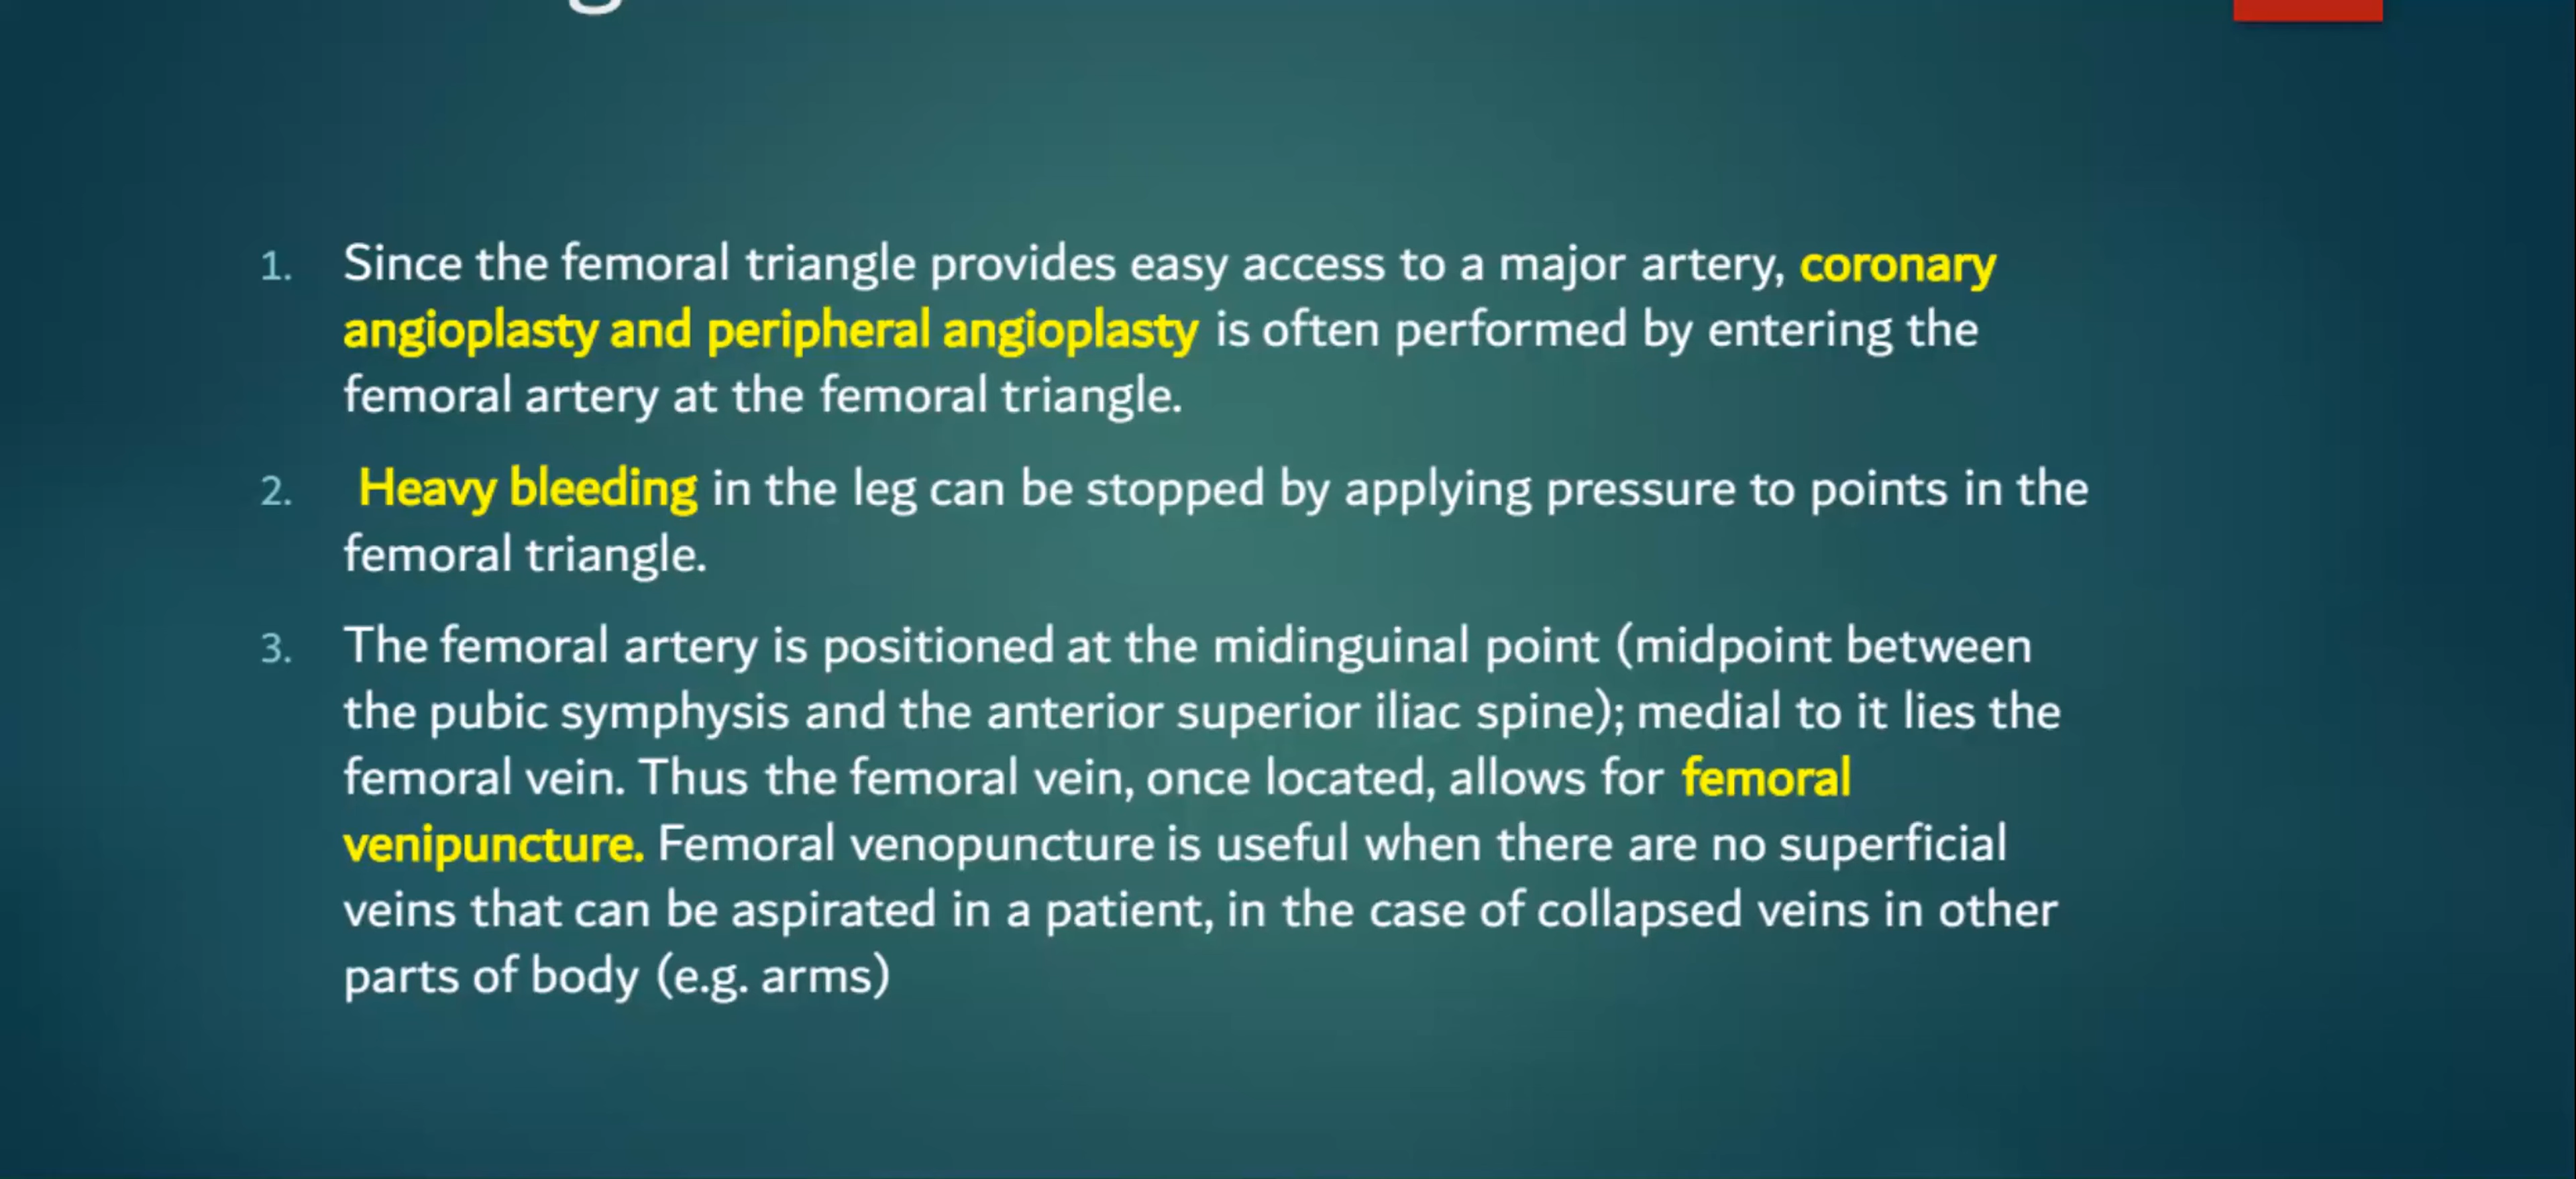 1. Since the femoral triangle provides easy access to a major artery, coronary
angioplasty and peripheral angioplasty is often performed by entering the
femoral artery at the femoral triangle.
2. Heavy bleeding in the leg can be stopped by applying pressure to points in the
femoral triangle.
3. The femoral artery is positioned at the midinguinal point (midpoint between
the pubic symphysis and the anterior superior iliac spine); medial to it lies the
femoral vein. Thus the femoral vein, once located, allows for femoral
venipuncture. Femoral venopuncture is useful when there are no superficial
veins that can be aspirated in a patient, in the case of collapsed veins in other
parts of body (e.g. arms)